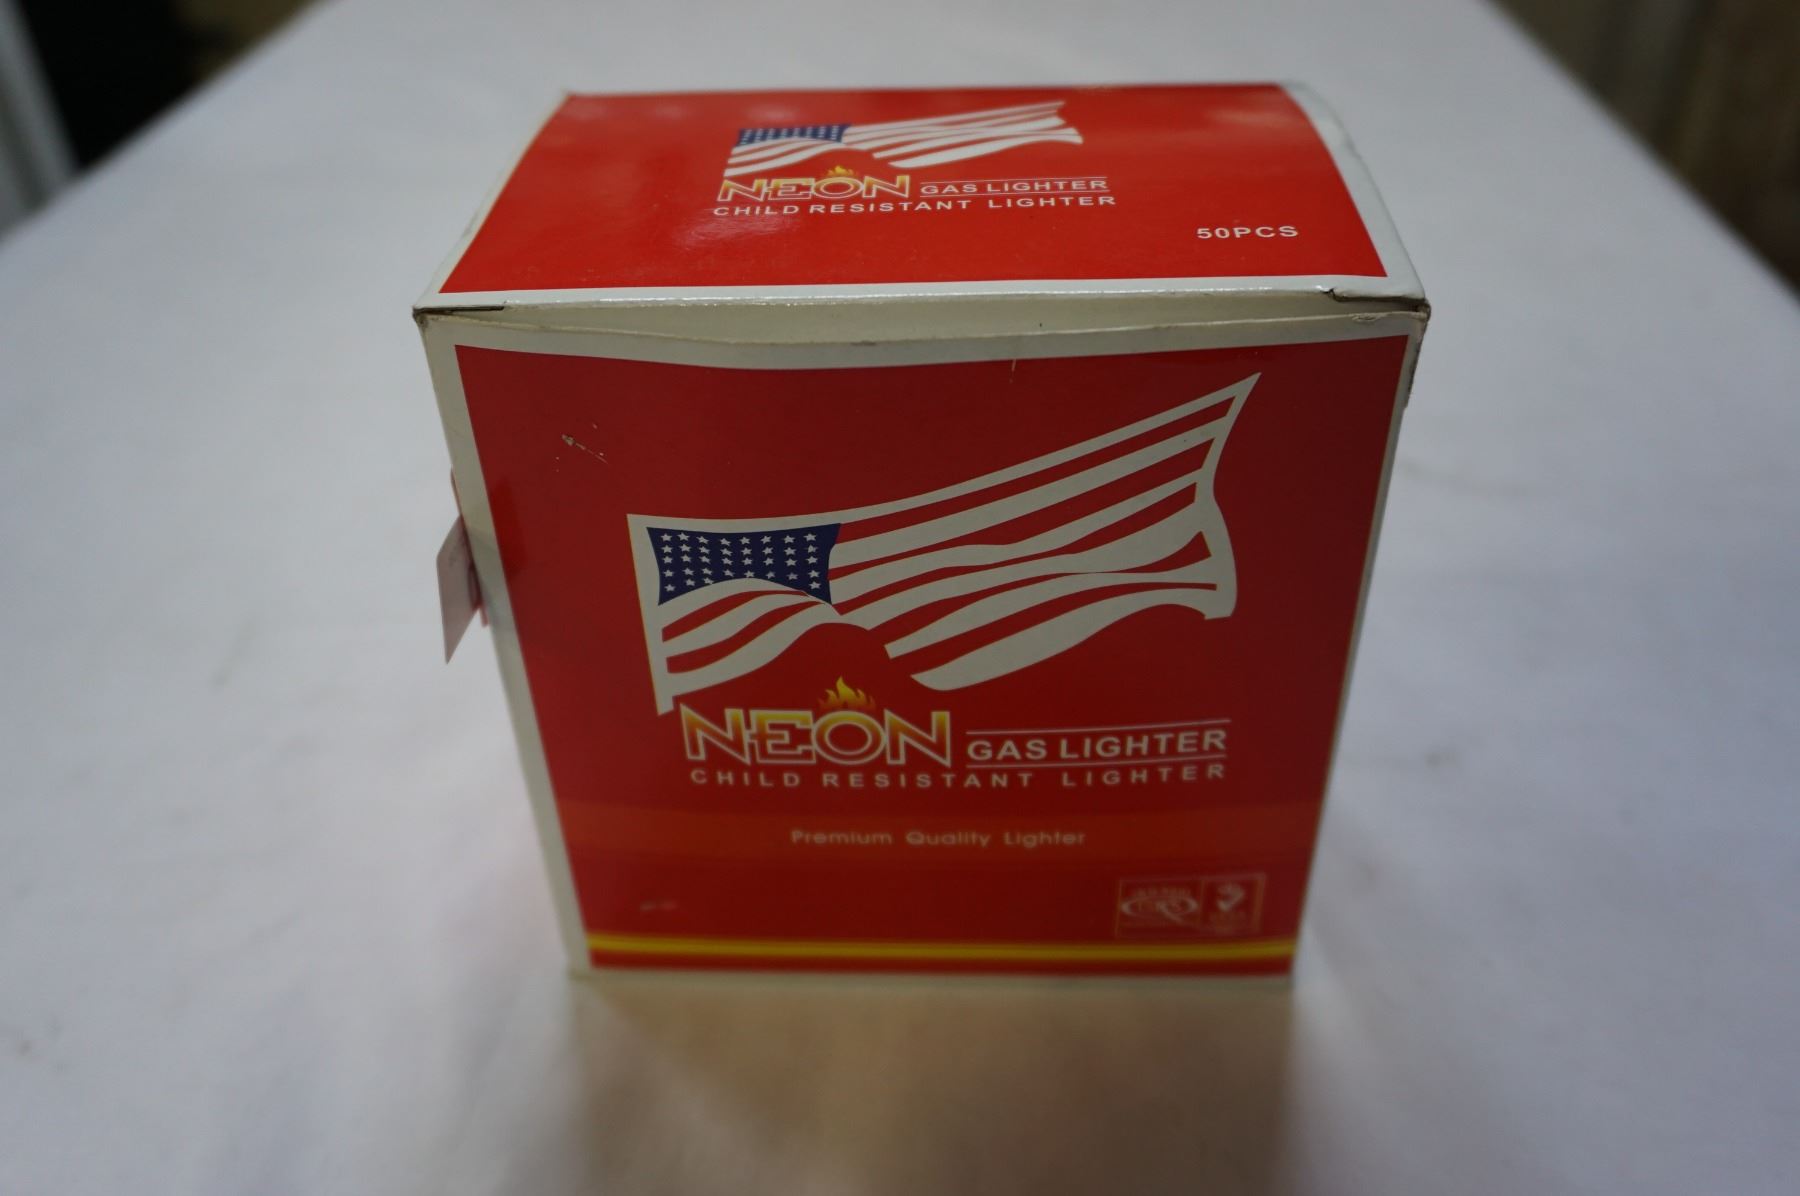 NEON GAS LIGHTER
CHILD RESISTANT LIGHTER
50PCS
NEON GAS LIGHTER
CHILD RESISTANT LIGHTER
Premium Quality Lighter